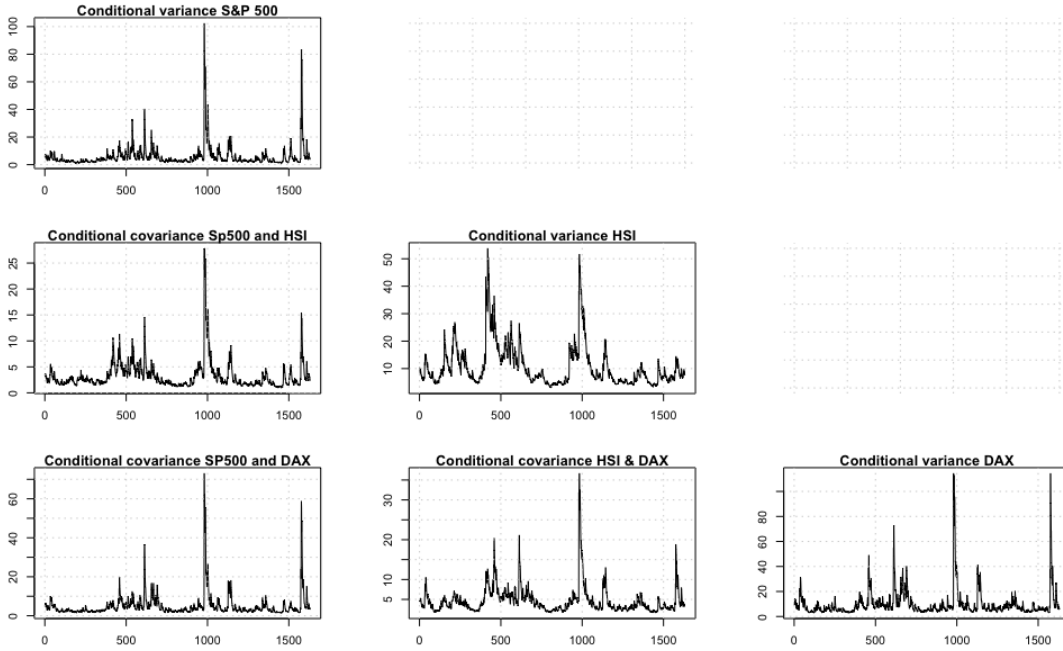 Conditional variance S&P 500
100
80
60
40
20
0
0 500 1000 1500
Conditional covariance Sp500 and HSI
25
20
15
10
5
0
0 500 1000 1500
Conditional variance HSI
50
40
30
20
10
0 500 1000 1500
Conditional covariance SP500 and DAX
60
40
20
10
0
0 500 1000 1500
Conditional covariance HSI & DAX
30
20
10
5
0 500 1000 1500
Conditional variance DAX
80
60
40
20
0
0 500 1000 1500